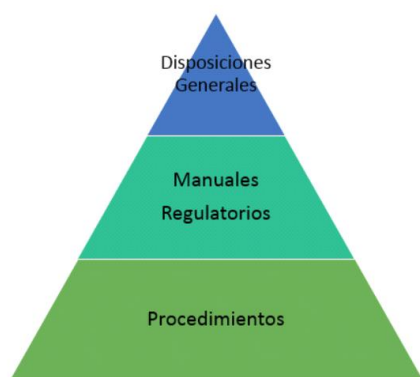 Disposiciones
Generales
Manuales
Regulatorios
Procedimientos